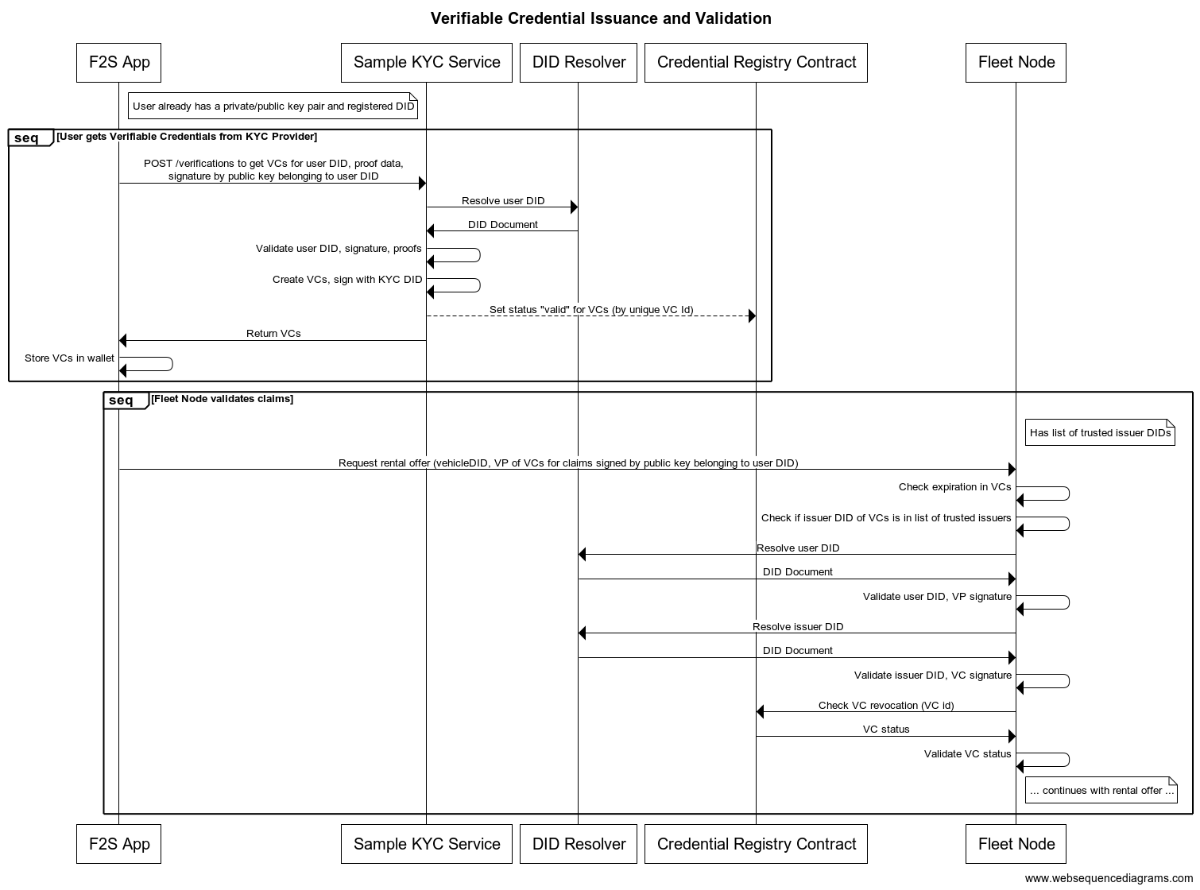 Verifiable Credential Issuance and Validation
F2S App
Sample KYC Service
DID Resolver
Credential Registry Contract
Fleet Node
User already has a private/public key pair and registered DID
seq
[User gets Verifiable Credentials from KYC Provider]
POST /verifications to get VCs for user DID, proof data,
signature by public key belonging to user DID
Resolve user DID
DID Document
Validate user DID, signature, proofs
Create VCs, sign with KYC DID
Set status "valid" for VCs (by unique VC Id)
Return VCs
Store VCs in wallet
seq
[Fleet Node validates claims]
Has list of trusted issuer DIDs
Request rental offer (vehicleDID, VP of VCs for claims signed by public key belonging to user DID)
Check expiration in VCs
Check if issuer DID of VCs is in list of trusted issuers
Resolve user DID
DID Document
Validate user DID, VP signature
Resolve issuer DID
DID Document
Validate issuer DID, VC signature
Check VC revocation (VC id)
VC status
Validate VC status
... continues with rental offer ...
F2S App
Sample KYC Service
DID Resolver
Credential Registry Contract
Fleet Node
www.websequencediagrams.com